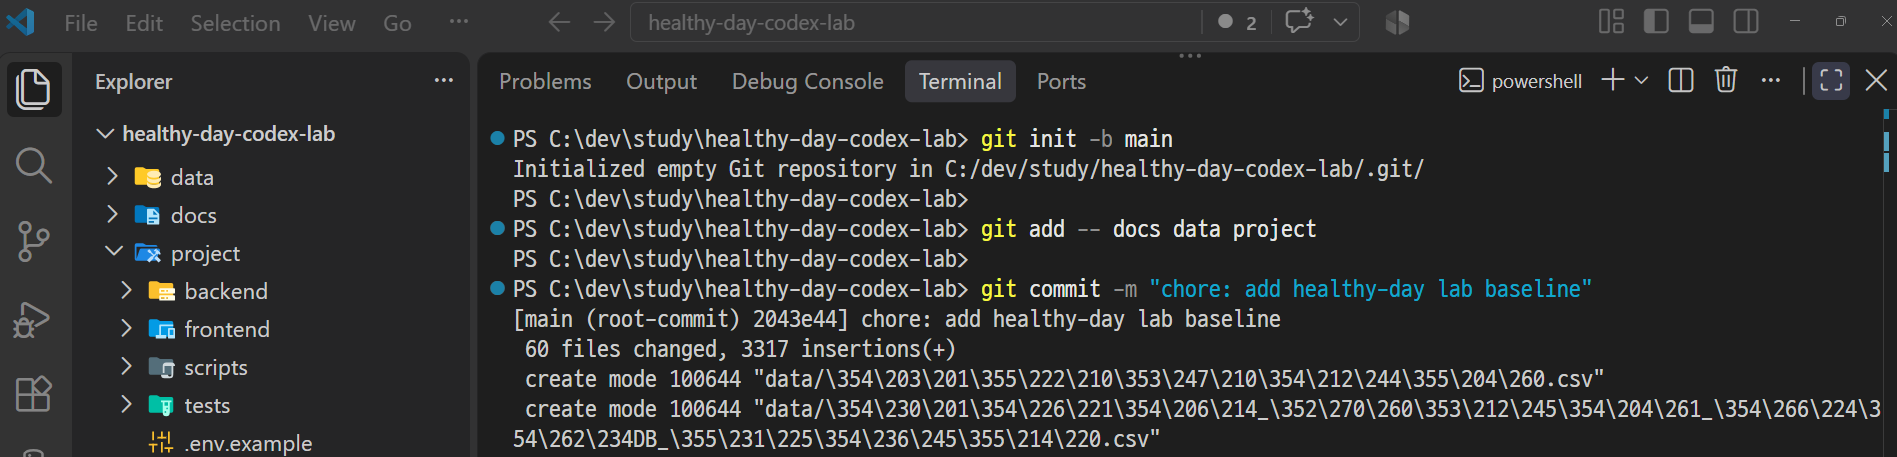 File Edit Selection View Go ··· healthy-day-codex-lab 2
Explorer ···
healthy-day-codex-lab
data
docs
project
backend
frontend
scripts
tests
.env.example
Problems Output Debug Console Terminal Ports powershell ···
PS C:\dev\study\healthy-day-codex-lab> git init -b main
Initialized empty Git repository in C:/dev/study/healthy-day-codex-lab/.git/
PS C:\dev\study\healthy-day-codex-lab>
PS C:\dev\study\healthy-day-codex-lab> git add -- docs data project
PS C:\dev\study\healthy-day-codex-lab>
PS C:\dev\study\healthy-day-codex-lab> git commit -m "chore: add healthy-day lab baseline"
[main (root-commit) 2043e44] chore: add healthy-day lab baseline
 60 files changed, 3317 insertions(+)
 create mode 100644 "data/\354\203\201\355\222\210\353\247\210\354\212\244\355\204\260.csv"
 create mode 100644 "data/\354\230\201\354\226\221\354\206\214_\352\270\260\353\212\245\354\204\261_\354\266\224\3
54\262\234DB_\355\231\225\354\236\245\355\214\220.csv"